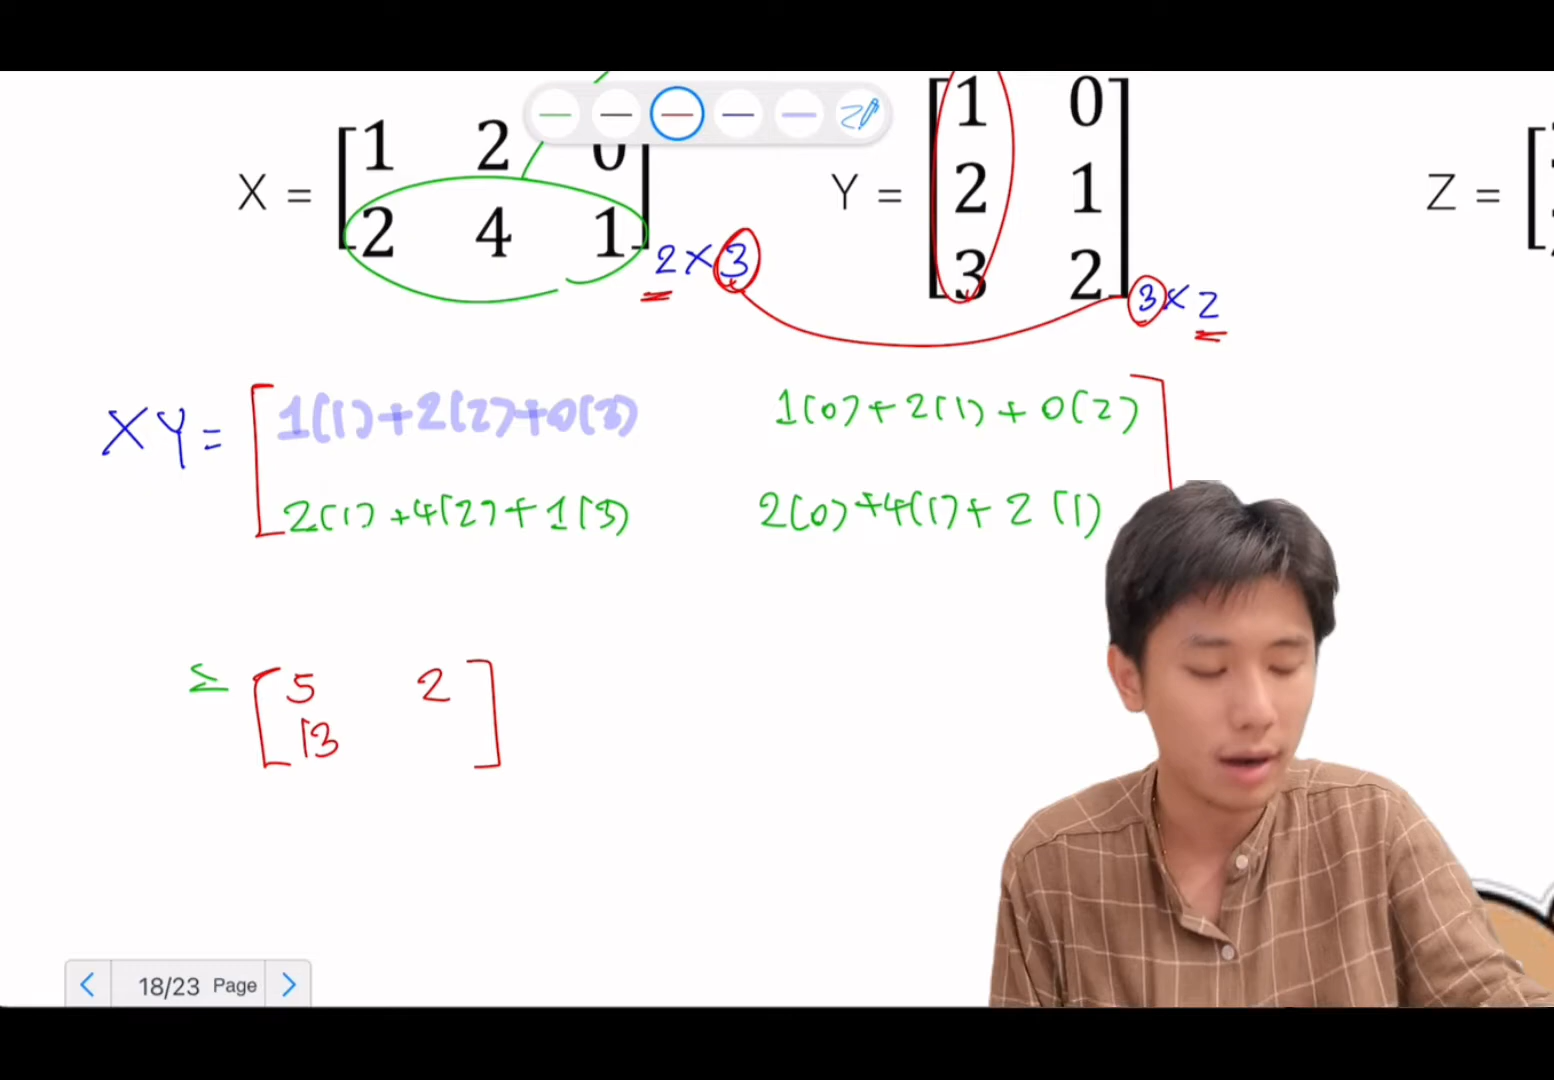 X = [1 2 0
2 4 1] 2 × 3
Y = [1 0
2 1
3 2] 3 × 2
Z = [
XY = [1(1)+2(2)+0(3) 1(0)+2(1)+0(2)]
2(1)+4(2)+1(3) 2(0)+4(1)+2(1)
= [5 2
13 ]
18/23 Page